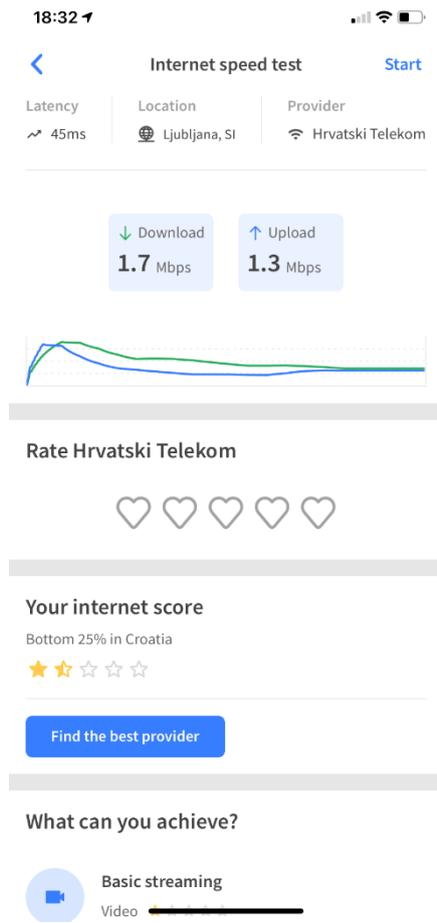 18:32
Internet speed test
Start
Latency
Location
Provider
45ms
Ljubljana, SI
Hrvatski Telekom
Download
Upload
1.7 Mbps
1.3 Mbps
Rate Hrvatski Telekom
Your internet score
Bottom 25% in Croatia
Find the best provider
What can you achieve?
Basic streaming
Video